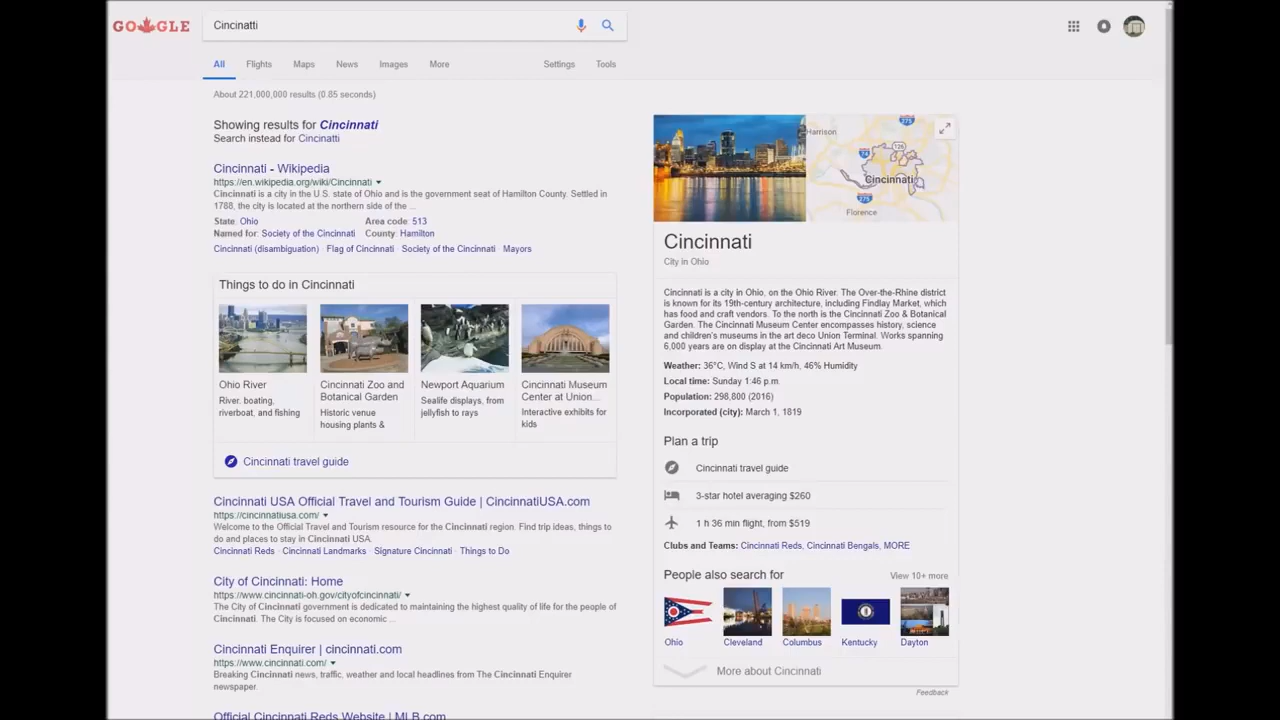 GOOGLE
Cincinatti
All Flights Maps News Images More Settings Tools
About 221,000,000 results (0.85 seconds)
Showing results for Cincinnati
Search instead for Cincinatti
Cincinnati - Wikipedia
https://en.wikipedia.org/wiki/Cincinnati
Cincinnati is a city in the U.S. state of Ohio and is the government seat of Hamilton County. Settled in
1788, the city is located at the northern side of the ...
State: Ohio Area code: 513
Named for: Society of the Cincinnati County: Hamilton
Cincinnati (disambiguation) · Flag of Cincinnati · Society of the Cincinnati · Mayors
Things to do in Cincinnati
Ohio River
River. boating,
riverboat, and fishing
Cincinnati Zoo and
Botanical Garden
Historic venue
housing plants &
Newport Aquarium
Sealife displays, from
jellyfish to rays
Cincinnati Museum
Center at Union...
Interactive exhibits for
kids
Cincinnati travel guide
Cincinnati USA Official Travel and Tourism Guide | CincinnatiUSA.com
https://cincinnatiusa.com/
Welcome to the Official Travel and Tourism resource for the Cincinnati region. Find trip ideas, things to
do and places to stay in Cincinnati USA.
Cincinnati Reds · Cincinnati Landmarks · Signature Cincinnati · Things to Do
City of Cincinnati: Home
https://www.cincinnati-oh.gov/cityofcincinnati/
The City of Cincinnati government is dedicated to maintaining the highest quality of life for the people of
Cincinnati. The City is focused on economic ...
Cincinnati Enquirer | cincinnati.com
https://www.cincinnati.com/
Breaking Cincinnati news, traffic, weather and local headlines from The Cincinnati Enquirer
newspaper.
Official Cincinnati Reds Website | MLB.com
Harrison
275
74
126
Cincinnati
275
Florence
Cincinnati
City in Ohio
Cincinnati is a city in Ohio, on the Ohio River. The Over-the-Rhine district
is known for its 19th-century architecture, including Findlay Market, which
has food and craft vendors. To the north is the Cincinnati Zoo & Botanical
Garden. The Cincinnati Museum Center encompasses history, science
and children's museums in the art deco Union Terminal. Works spanning
6,000 years are on display at the Cincinnati Art Museum.
Weather: 36°C, Wind S at 14 km/h, 46% Humidity
Local time: Sunday 1:46 p.m.
Population: 298,800 (2016)
Incorporated (city): March 1, 1819
Plan a trip
Cincinnati travel guide
3-star hotel averaging $260
1 h 36 min flight, from $519
Clubs and Teams: Cincinnati Reds, Cincinnati Bengals, MORE
People also search for View 10+ more
Ohio Cleveland Columbus Kentucky Dayton
More about Cincinnati
Feedback